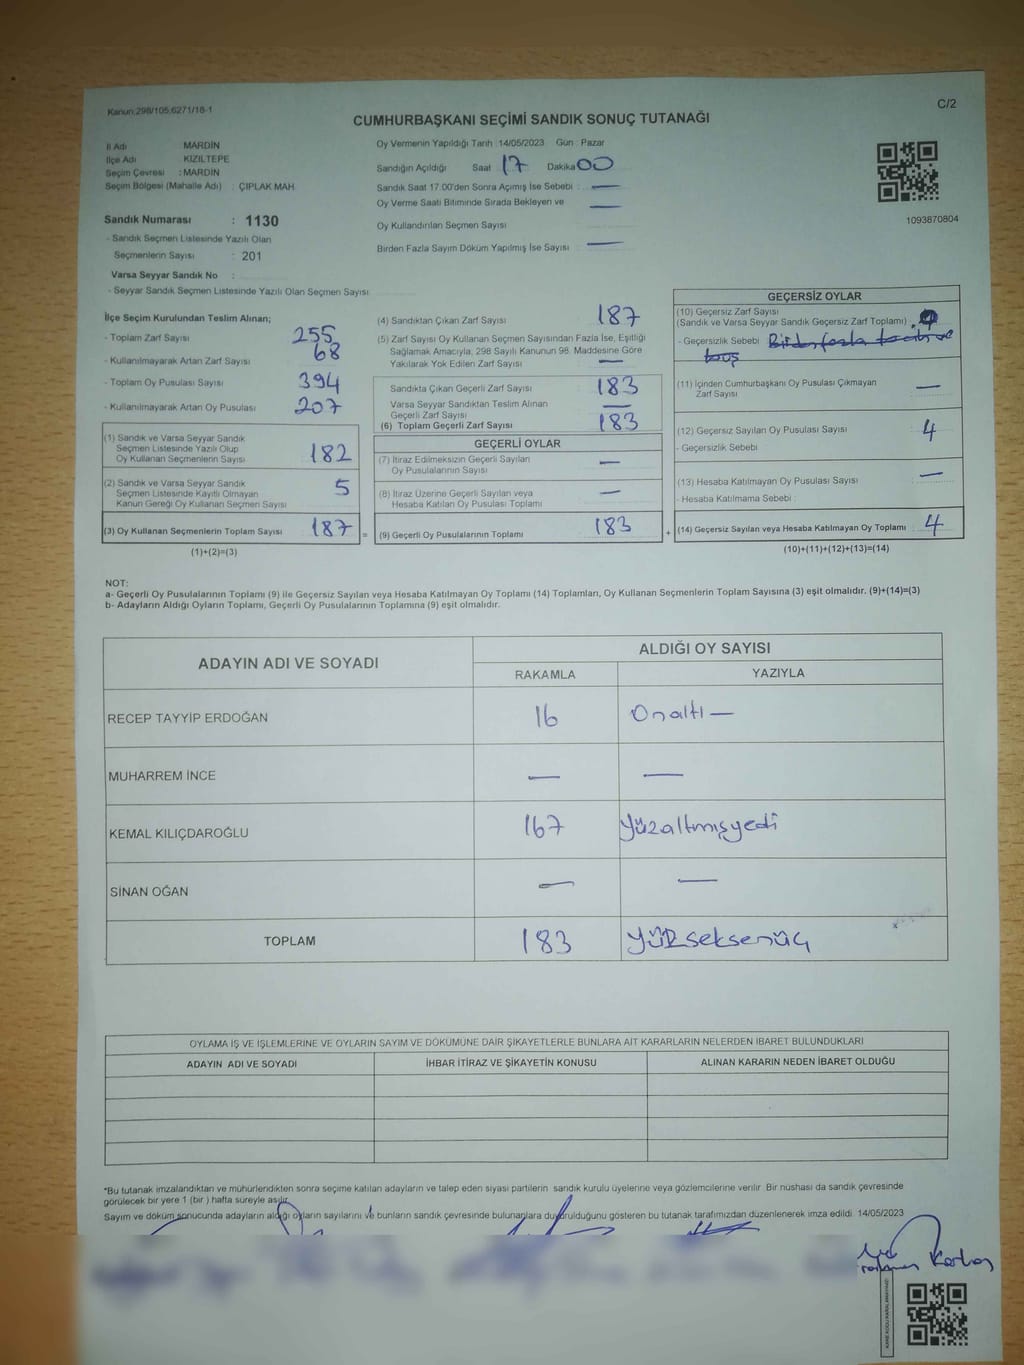 Kanun:298/105,6271/18-1
C/2
CUMHURBAŞKANI SEÇİMİ SANDIK SONUÇ TUTANAĞI
İl Adı MARDİN
İlçe Adı KIZILTEPE
Seçim Çevresi : MARDİN
Seçim Bölgesi (Mahalle Adı) : ÇIPLAK MAH
Sandık Numarası : 1130
- Sandık Seçmen Listesinde Yazılı Olan
Seçmenlerin Sayısı : 201
Varsa Seyyar Sandık No :
- Seyyar Sandık Seçmen Listesinde Yazılı Olan Seçmen Sayısı
Oy Vermenin Yapıldığı Tarih : 14/05/2023 Gün : Pazar
Sandığın Açıldığı Saat 17 Dakika 00
Sandık Saat 17.00'den Sonra Açımış İse Sebebi : —
Oy Verme Saati Bitiminde Sırada Bekleyen ve —
Oy Kullandırılan Seçmen Sayısı
Birden Fazla Sayım Döküm Yapılmış İse Sayısı —
1093870804
İlçe Seçim Kurulundan Teslim Alınan;
- Toplam Zarf Sayısı 255
- Kullanılmayarak Artan Zarf Sayısı 68
- Toplam Oy Pusulası Sayısı 394
- Kullanılmayarak Artan Oy Pusulası 207
(1) Sandık ve Varsa Seyyar Sandık
Seçmen Listesinde Yazılı Olup
Oy Kullanan Seçmenlerin Sayısı 182
(2) Sandık ve Varsa Seyyar Sandık
Seçmen Listesinde Kayıtlı Olmayan
Kanun Gereği Oy Kullanan Seçmen Sayısı 5
(3) Oy Kullanan Seçmenlerin Toplam Sayısı 187 =
(1)+(2)=(3)
(4) Sandıktan Çıkan Zarf Sayısı 187
(5) Zarf Sayısı Oy Kullanan Seçmen Sayısından Fazla İse, Eşitliği
Sağlamak Amacıyla, 298 Sayılı Kanunun 98. Maddesine Göre
Yakılarak Yok Edilen Zarf Sayısı —
Sandıkta Çıkan Geçerli Zarf Sayısı 183
Varsa Seyyar Sandıktan Teslim Alınan
Geçerli Zarf Sayısı —
(6) Toplam Geçerli Zarf Sayısı 183
GEÇERLİ OYLAR
(7) İtiraz Edilmeksizin Geçerli Sayılan
Oy Pusulalarının Sayısı —
(8) İtiraz Üzerine Geçerli Sayılan veya
Hesaba Katılan Oy Pusulası Toplamı —
(9) Geçerli Oy Pusulalarının Toplamı 183 +
GEÇERSİZ OYLAR
(10) Geçersiz Zarf Sayısı
(Sandık ve Varsa Seyyar Sandık Geçersiz Zarf Toplamı)
- Geçersizlik Sebebi Birden fazla
boş
(11) İçinden Cumhurbaşkanı Oy Pusulası Çıkmayan
Zarf Sayısı —
(12) Geçersiz Sayılan Oy Pusulası Sayısı 4
- Geçersizlik Sebebi
(13) Hesaba Katılmayan Oy Pusulası Sayısı —
- Hesaba Katılmama Sebebi :
(14) Geçersiz Sayılan veya Hesaba Katılmayan Oy Toplamı 4
(10)+(11)+(12)+(13)=(14)
NOT:
a- Geçerli Oy Pusulalarının Toplamı (9) ile Geçersiz Sayılan veya Hesaba Katılmayan Oy Toplamı (14) Toplamları, Oy Kullanan Seçmenlerin Toplam Sayısına (3) eşit olmalıdır. (9)+(14)=(3)
b- Adayların Aldığı Oyların Toplamı, Geçerli Oy Pusulalarının Toplamına (9) eşit olmalıdır.
ADAYIN ADI VE SOYADI
ALDIĞI OY SAYISI
RAKAMLA YAZIYLA
RECEP TAYYİP ERDOĞAN 16 Onaltı —
MUHARREM İNCE — —
KEMAL KILIÇDAROĞLU 167 Yüzaltmışyedi
SİNAN OĞAN — —
TOPLAM 183 Yükseksenüç
OYLAMA İŞ VE İŞLEMLERİNE VE OYLARIN SAYIM VE DÖKÜMÜNE DAİR ŞİKAYETLERLE BUNLARA AİT KARARLARIN NELERDEN İBARET BULUNDUKLARI
ADAYIN ADI VE SOYADI İHBAR İTİRAZ VE ŞİKAYETİN KONUSU ALINAN KARARIN NEDEN İBARET OLDUĞU
*Bu tutanak imzalandıktan ve mühürlendikten sonra seçime katılan adayların ve talep eden siyasi partilerin sandık kurulu üyelerine veya gözlemcilerine verilir. Bir nüshası da sandık çevresinde
görülecek bir yere 1 (bir ) hafta süreyle asılır.
Sayım ve döküm sonucunda adayların aldığı oyların sayılarını ve bunların sandık çevresinde bulunanlara duyurulduğunu gösteren bu tutanak tarafımızdan düzenlenerek imza edildi. 14/05/2023